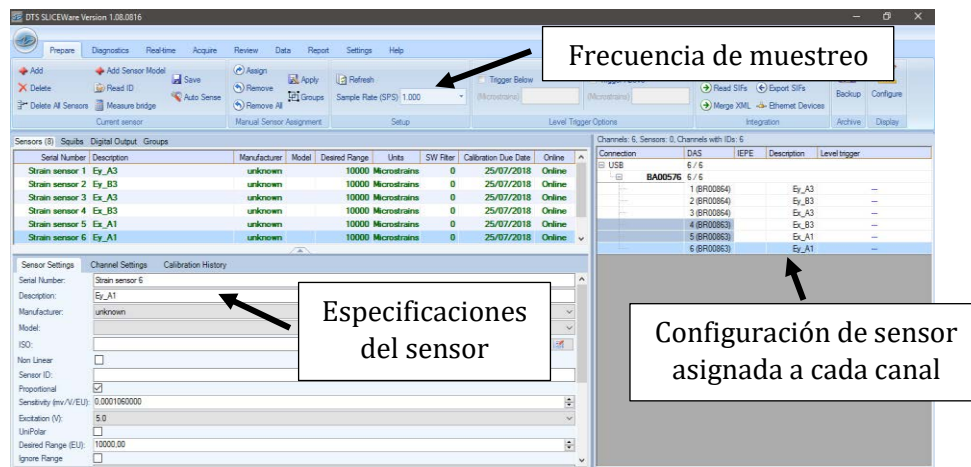 DTS SLICEWare Version 1.08.0816
Prepare Diagnostics Realtime Acquire Review Data Report Settings Help
Frecuencia de muestreo
Add Add Sensor Model Save Assign Apply Refresh Trigger Below
Delete Read ID Auto Sense Remove Groups Sample Rate (SPS) 1.000 (Microstrains) (Microstrains) Read SIFs Export SIFs Backup Configure
Delete All Sensors Measure bridge Remove All Merge XML Ethernet Devices
Current sensor Manual Sensor Assignment Setup Level Trigger Options Integration Archive Display
Sensors (8) Squibs Digital Output Groups
Serial Number Description Manufacturer Model Desired Range Units SW Filter Calibration Due Date Online
Strain sensor 1 Ey_A3 unknown 10000 Microstrains 0 25/07/2018 Online
Strain sensor 2 Ey_B3 unknown 10000 Microstrains 0 25/07/2018 Online
Strain sensor 3 Ex_A3 unknown 10000 Microstrains 0 25/07/2018 Online
Strain sensor 4 Ex_B3 unknown 10000 Microstrains 0 25/07/2018 Online
Strain sensor 5 Ex_A1 unknown 10000 Microstrains 0 25/07/2018 Online
Strain sensor 6 Ey_A1 unknown 10000 Microstrains 0 25/07/2018 Online
Channels: 6, Sensors: 0, Channels with IDs: 6
Connection DAS IEPE Description Level trigger
USB 6 / 6
BA00576 6 / 6
1 (BR00864) Ey_A3 ---
2 (BR00864) Ey_B3 ---
3 (BR00864) Ex_A3 ---
4 (BR00863) Ex_B3 ---
5 (BR00863) Ex_A1 ---
6 (BR00863) Ey_A1 ---
Sensor Settings Channel Settings Calibration History
Serial Number: Strain sensor 6
Description: Ey_A1
Manufacturer: unknown
Model:
ISO:
Non Linear
Sensor ID:
Proportional
Sensitivity (mv/V/EU): 0,0001060000
Excitation (V): 5.0
UniPolar
Desired Range (EU): 10000,00
Ignore Range
Especificaciones
del sensor
Configuración de sensor
asignada a cada canal